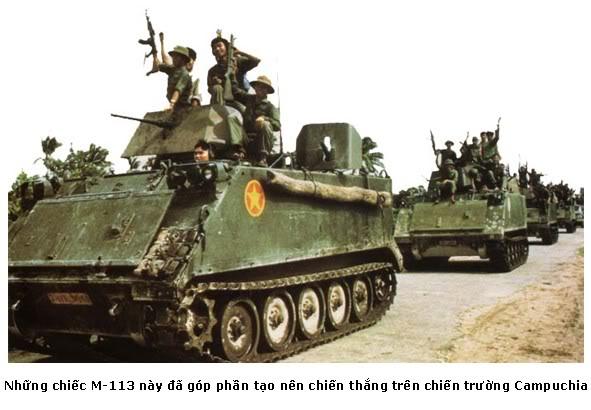 Những chiếc M-113 này đã góp phần tạo nên chiến thắng trên chiến trường Campuchia